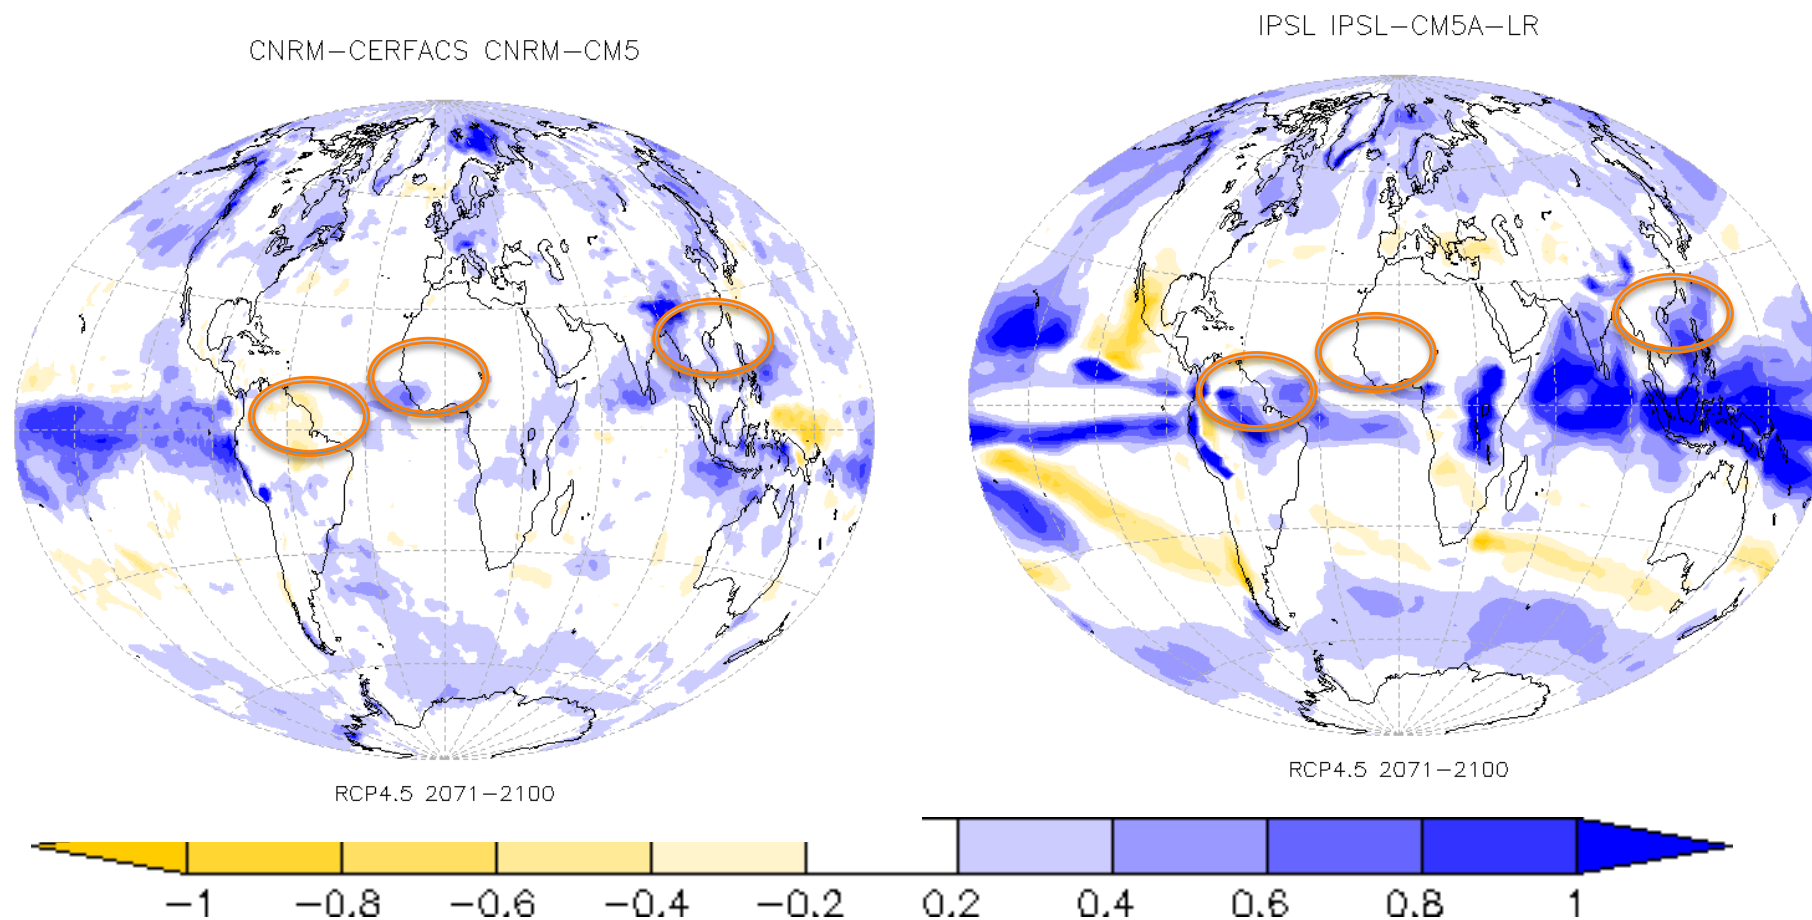 CNRM-CERFACS CNRM-CM5
IPSL IPSL-CM5A-LR
RCP4.5 2071-2100
RCP4.5 2071-2100
-1 -0.8 -0.6 -0.4 -0.2 0.2 0.4 0.6 0.8 1